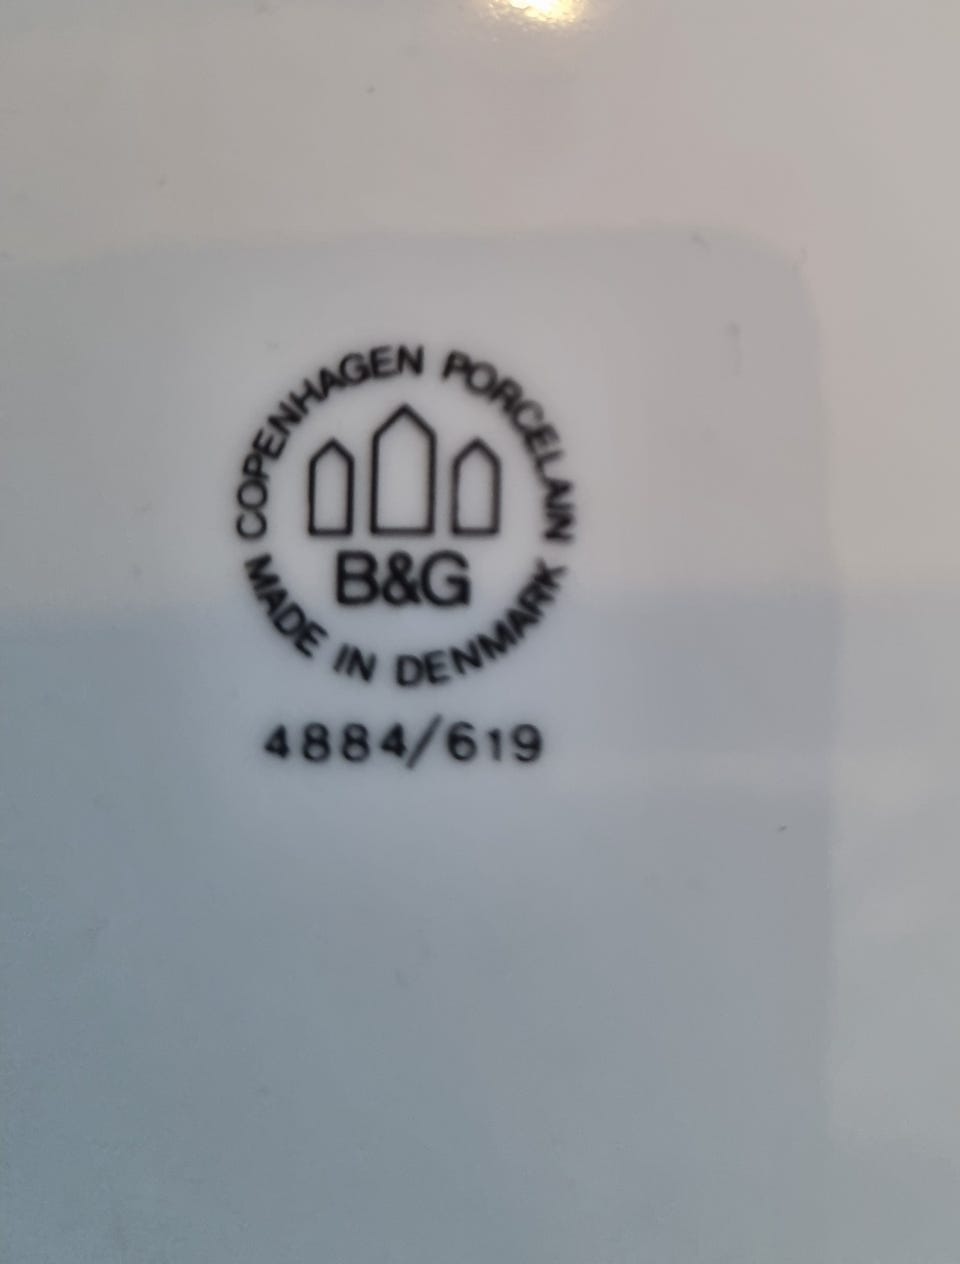 COPENHAGEN PORCELAIN
B&G
MADE IN DENMARK
4884/619